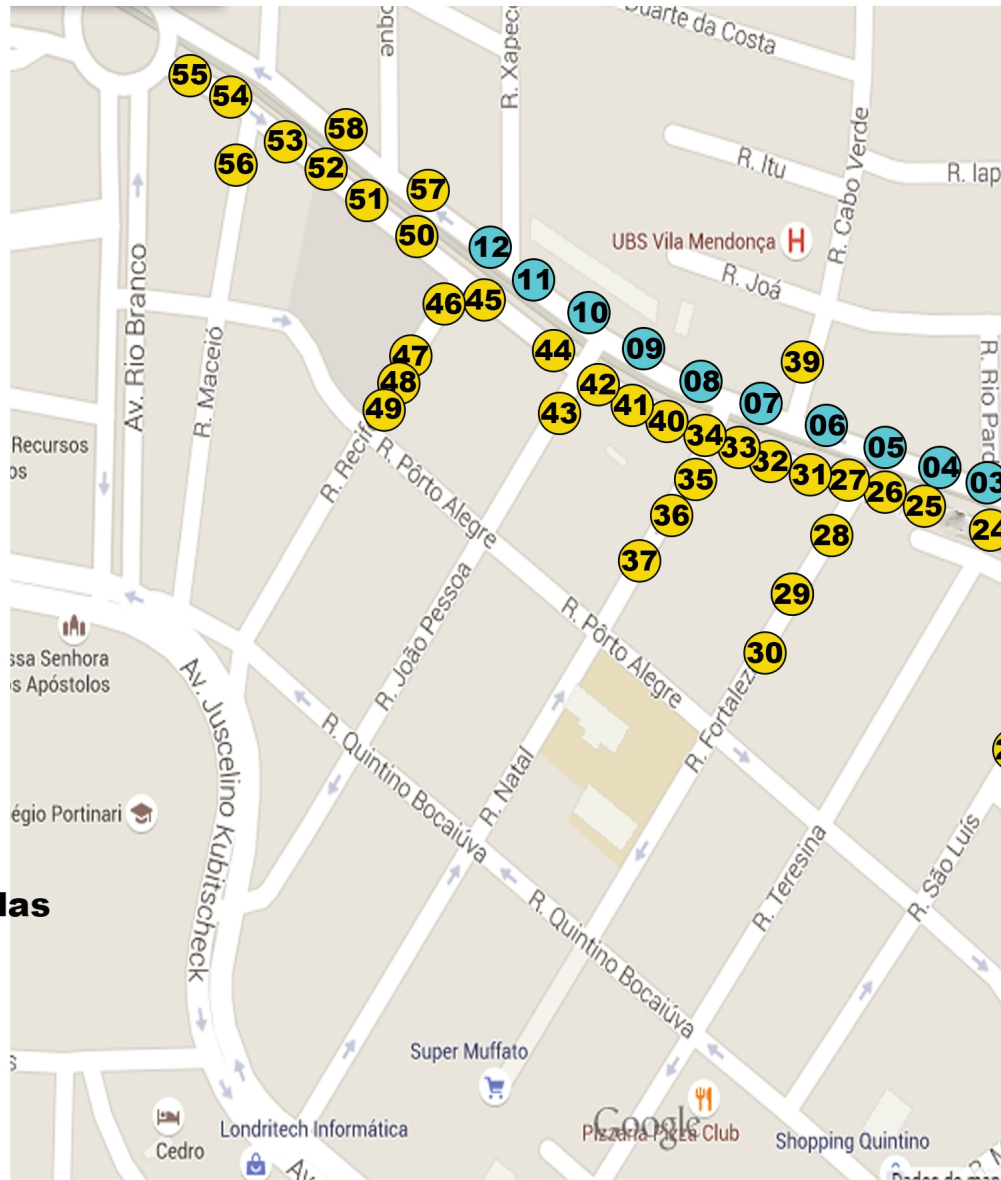 Duarte da Costa
R. Xapecó
R. Cabo Verde
R. Itu
R. Iap
UBS Vila Mendonça
H
R. Joá
R. Rio Pard
55
54
53
58
52
56
51
57
50
12
11
46
45
10
47
44
09
39
48
42
08
49
43
41
07
40
06
34
33
05
32
04
35
31
27
03
26
25
36
24
28
37
29
30
Av. Rio Branco
R. Maceió
Recursos
os
R. Recife
R. Pôrto Alegre
R. João Pessoa
R. Pôrto Alegre
R. Fortaleza
ssa Senhora
s Apóstolos
Av. Juscelino Kubitscheck
R. Quintino Bocaiúva
R. Natal
égio Portinari
R. Teresina
R. São Luís
las
R. Quintino Bocaiúva
Super Muffato
Google
Pizzaria Pizza Club
Londritech Informática
Shopping Quintino
Cedro
Av